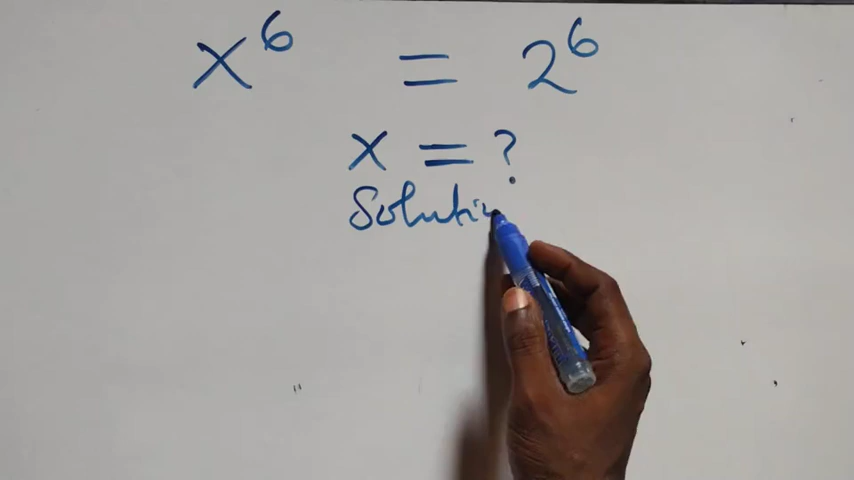 x⁶ = 2⁶
x = ?
Soluti